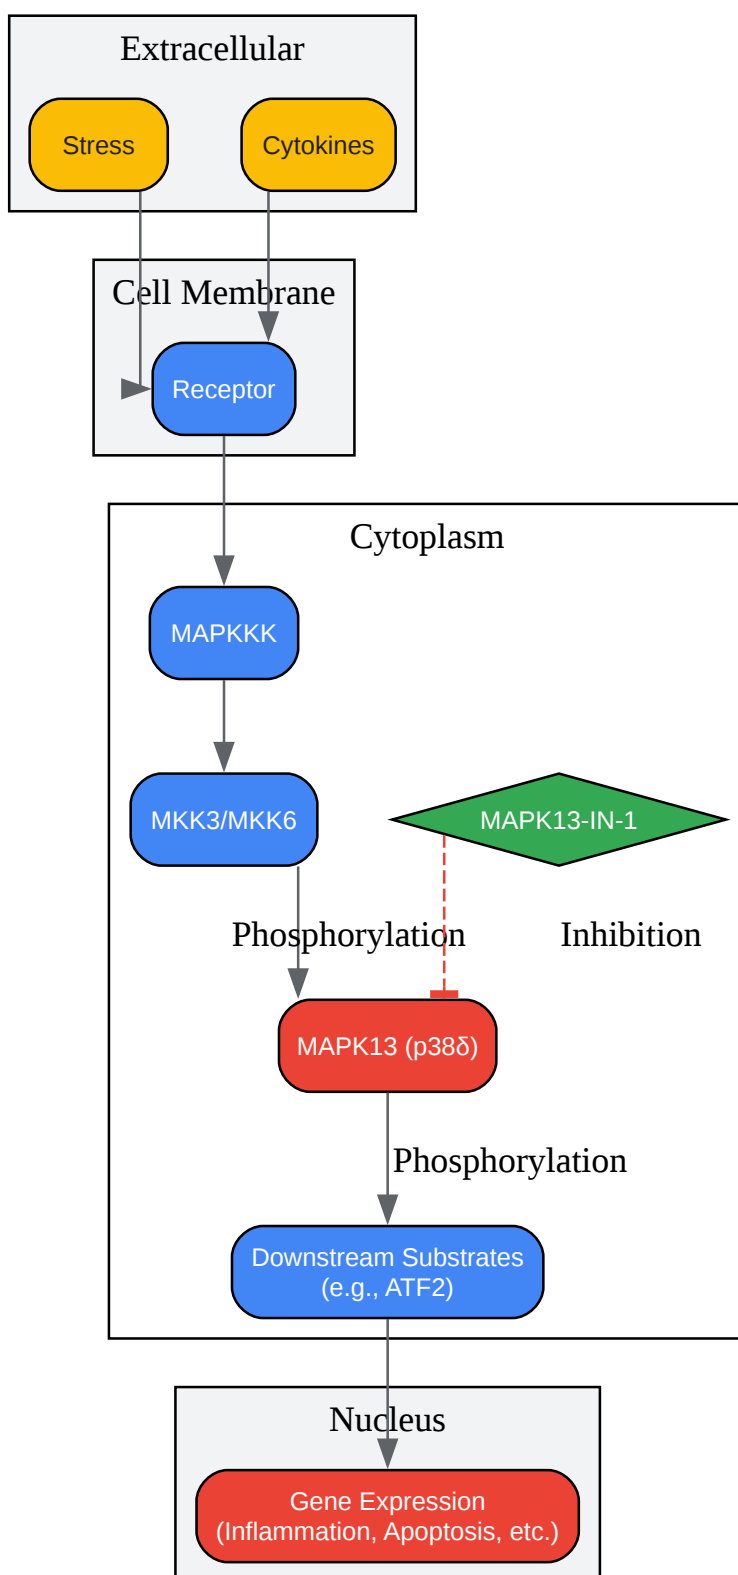 Extracellular
Stress
Cytokines
Cell Membrane
Receptor
Cytoplasm
MAPKKK
MKK3/MKK6
MAPK13-IN-1
Phosphorylation
Inhibition
MAPK13 (p38δ)
Phosphorylation
Downstream Substrates
(e.g., ATF2)
Nucleus
Gene Expression
(Inflammation, Apoptosis, etc.)